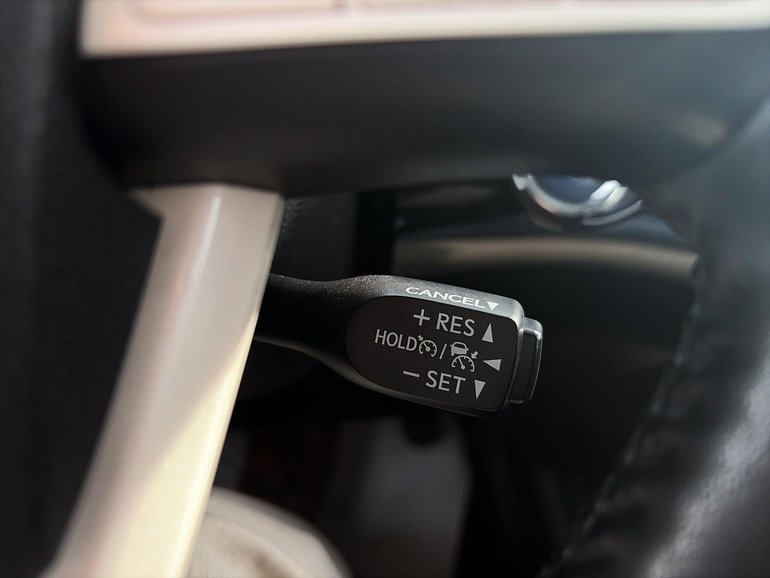 CANCEL▼
+ RES ▲
HOLD / ◀
− SET ▼